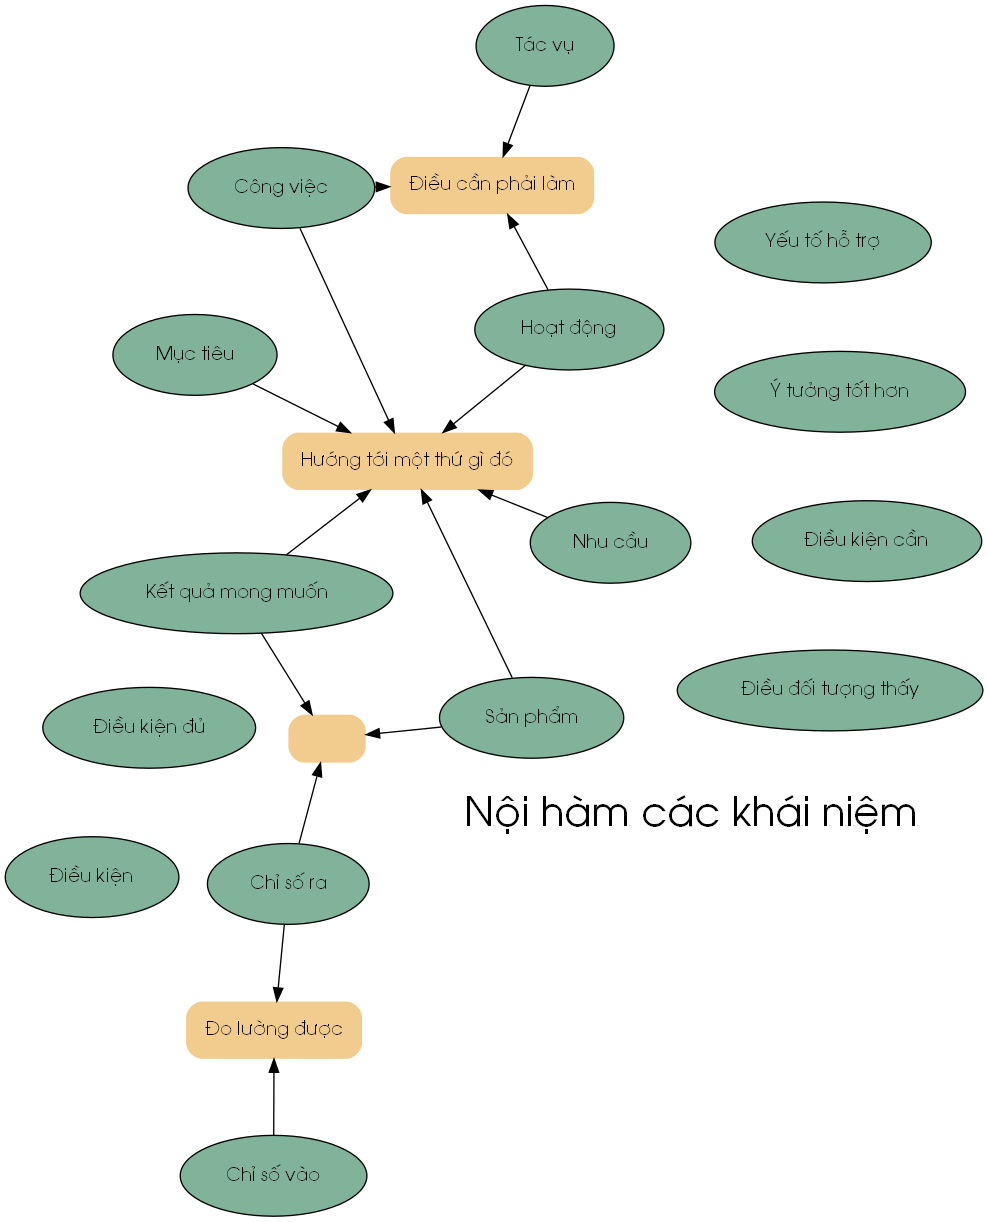 Tác vụ
Công việc
Điều cần phải làm
Yếu tố hỗ trợ
Hoạt động
Mục tiêu
Ý tưởng tốt hơn
Hướng tới một thứ gì đó
Nhu cầu
Điều kiện cần
Kết quả mong muốn
Điều đối tượng thấy
Sản phẩm
Điều kiện đủ
Nội hàm các khái niệm
Điều kiện
Chỉ số ra
Đo lường được
Chỉ số vào